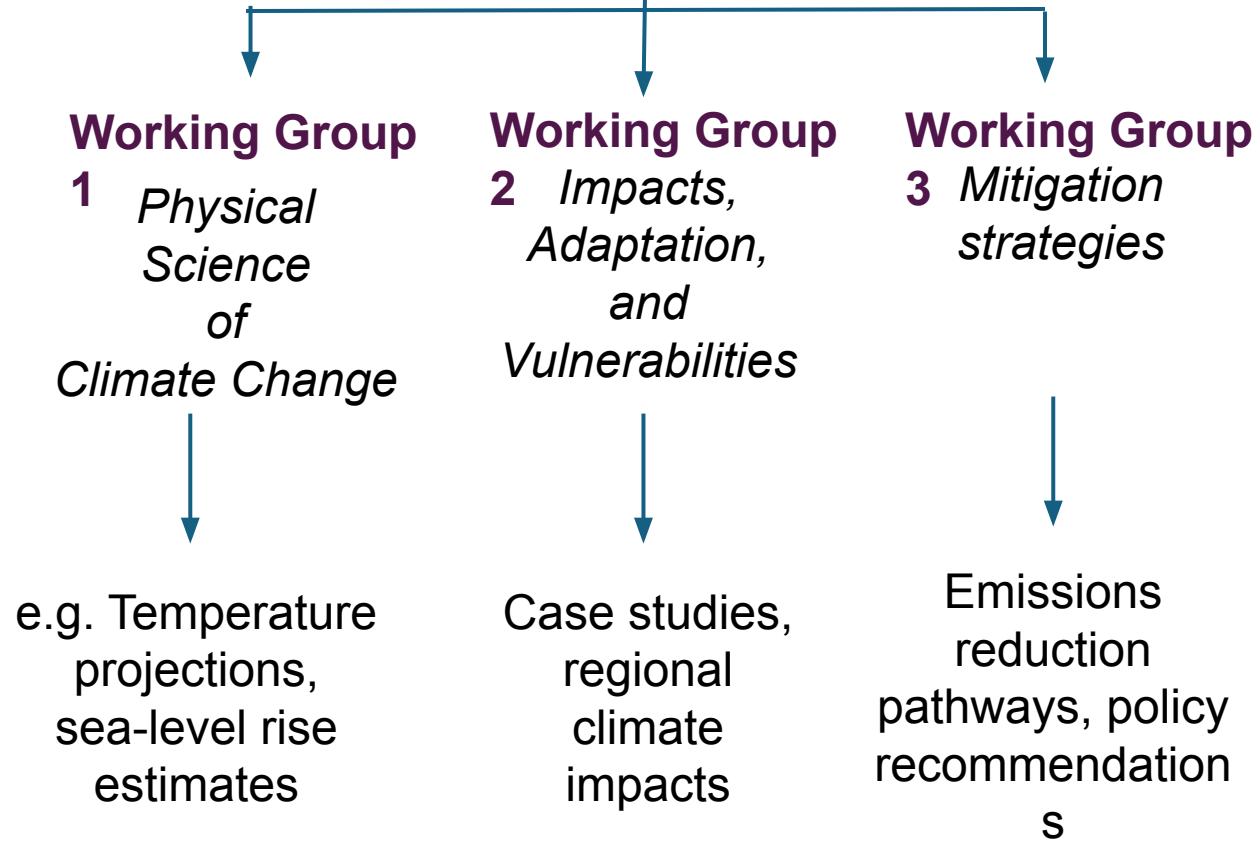 Working Group
1
Physical
Science
of
Climate Change
e.g. Temperature
projections,
sea-level rise
estimates
Working Group
2
Impacts,
Adaptation,
and
Vulnerabilities
Case studies,
regional
climate
impacts
Working Group
3
Mitigation
strategies
Emissions
reduction
pathways, policy
recommendation
s